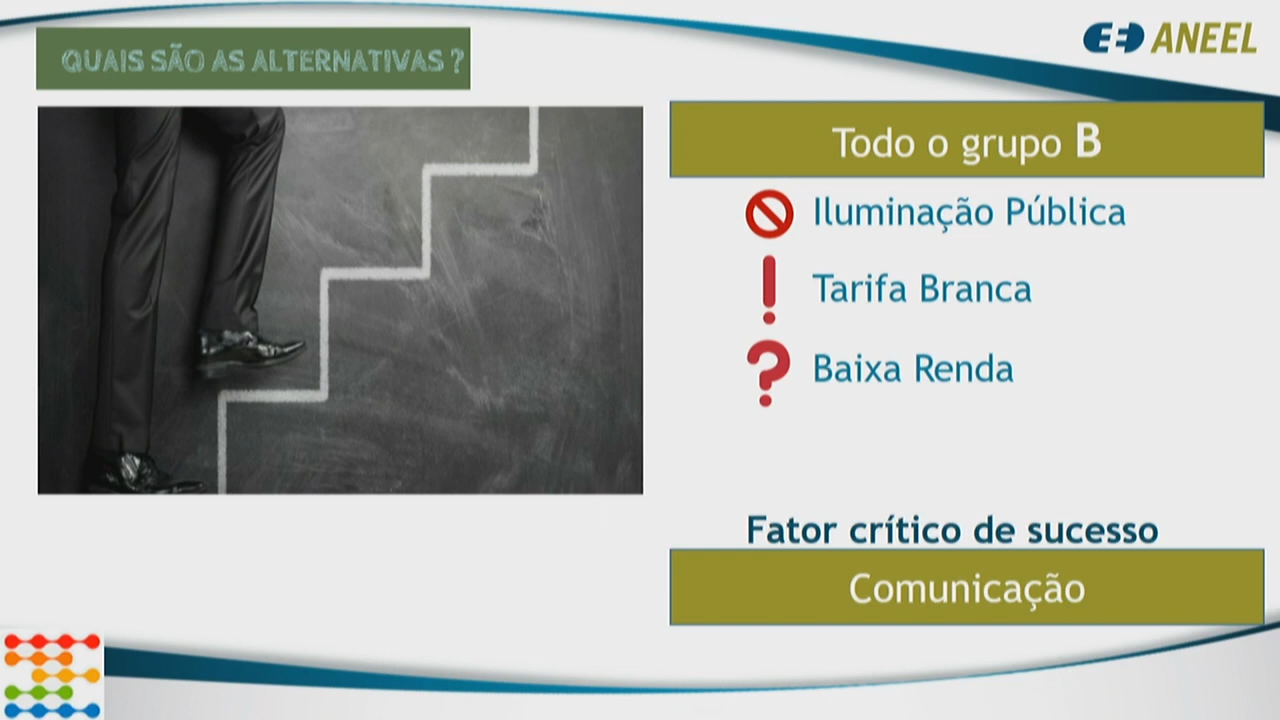 QUAIS SÃO AS ALTERNATIVAS ?
ANEEL
Todo o grupo B
Iluminação Pública
Tarifa Branca
Baixa Renda
Fator crítico de sucesso
Comunicação